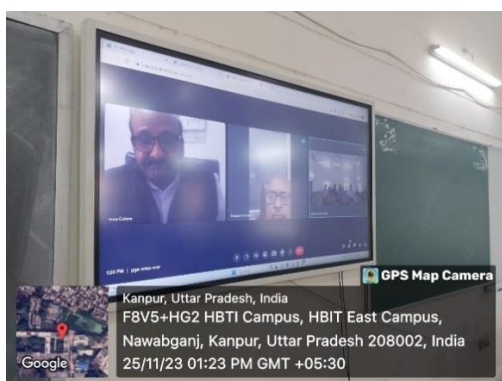 GPS Map Camera
Kanpur, Uttar Pradesh, India
F8V5+HG2 HBTI Campus, HBIT East Campus,
Nawabganj, Kanpur, Uttar Pradesh 208002, India
25/11/23 01:23 PM GMT +05:30
Google